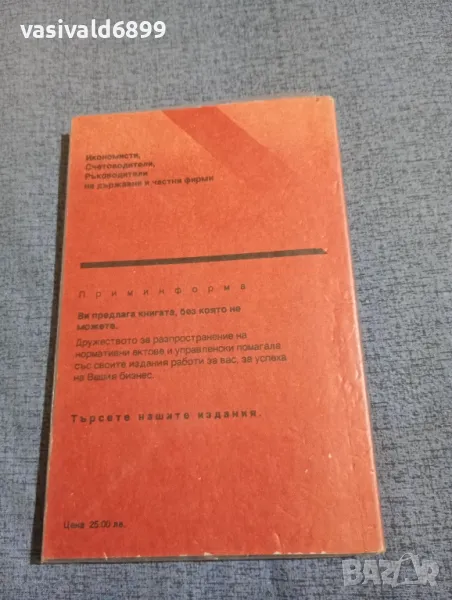 vasivald6899
Икономисти,
Счетоводители,
Ръководители
на държавни и частни фирми
Приминформа
Ви предлага книгата, без която не
можете.
Дружеството за разпространение на
нормативни актове и управленски помагала
със своите издания работи за вас, за успеха
на Вашия бизнес.
Търсете нашите издания.
Цена 25.00 лв.
BAZAR